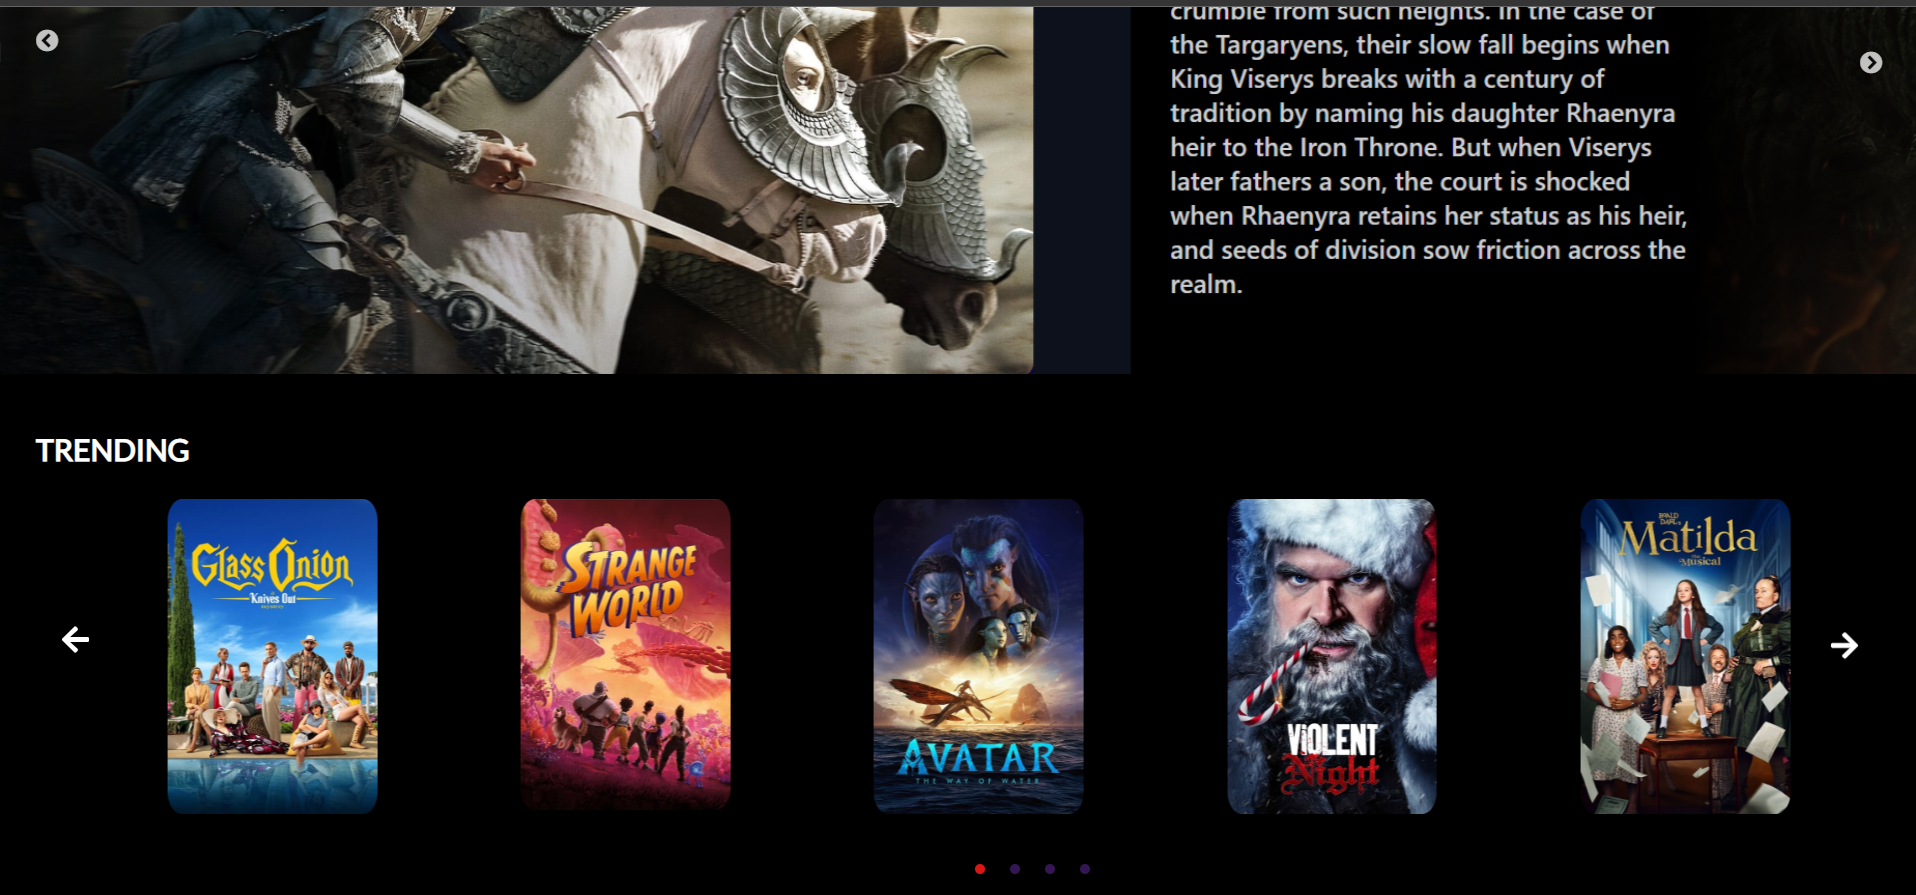 crumble from such heights. In the case of
the Targaryens, their slow fall begins when
King Viserys breaks with a century of
tradition by naming his daughter Rhaenyra
heir to the Iron Throne. But when Viserys
later fathers a son, the court is shocked
when Rhaenyra retains her status as his heir,
and seeds of division sow friction across the
realm.
TRENDING
Glass Onion
Knives Out
STRANGE
WORLD
AVATAR
THE WAY OF WATER
ViOLENT
Night
ROALD
DAHL'S
Matilda
The
Musical